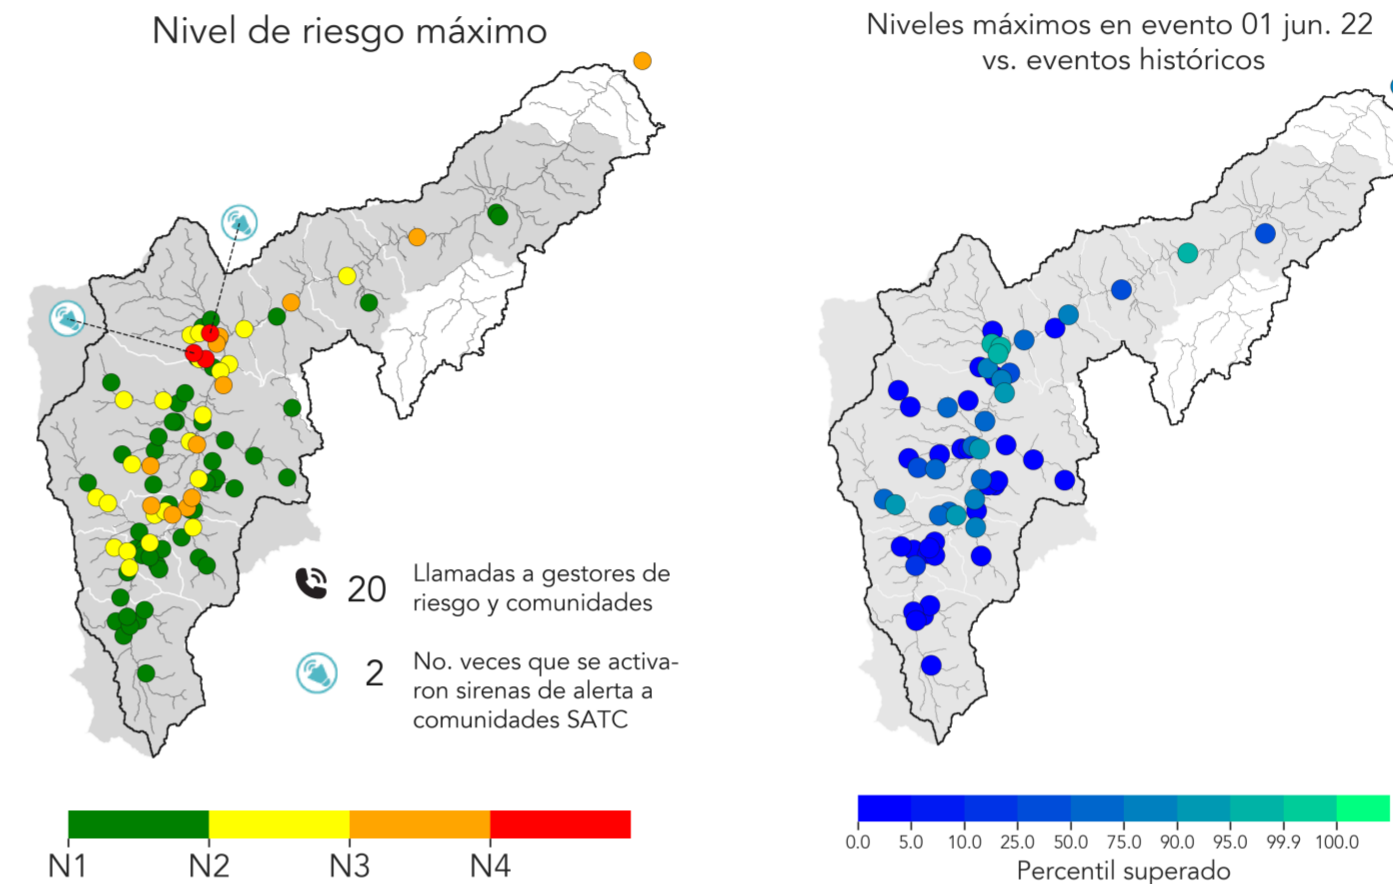 Nivel de riesgo máximo
20
Llamadas a gestores de
riesgo y comunidades
2
No. veces que se activa-
ron sirenas de alerta a
comunidades SATC
N1 N2 N3 N4
Niveles máximos en evento 01 jun. 22
vs. eventos históricos
0.0 5.0 10.0 25.0 50.0 75.0 90.0 95.0 99.9 100.0
Percentil superado